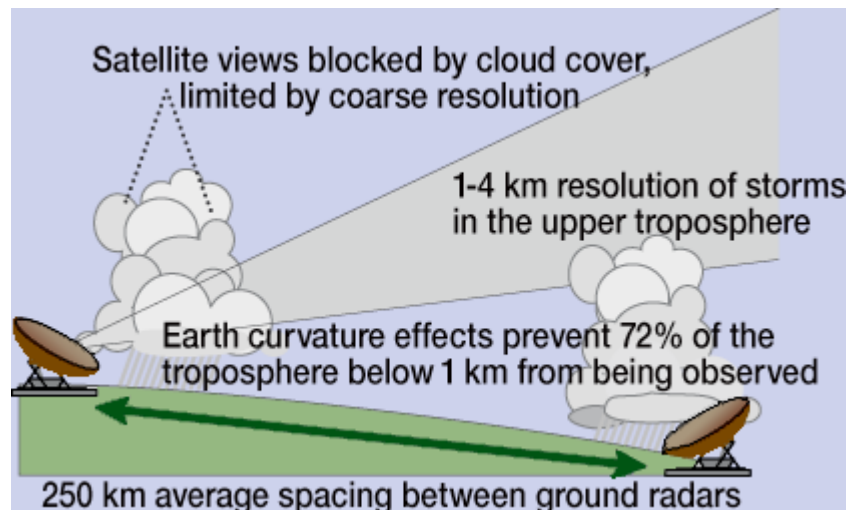 Satellite views blocked by cloud cover,
limited by coarse resolution
1-4 km resolution of storms
in the upper troposphere
Earth curvature effects prevent 72% of the
troposphere below 1 km from being observed
250 km average spacing between ground radars